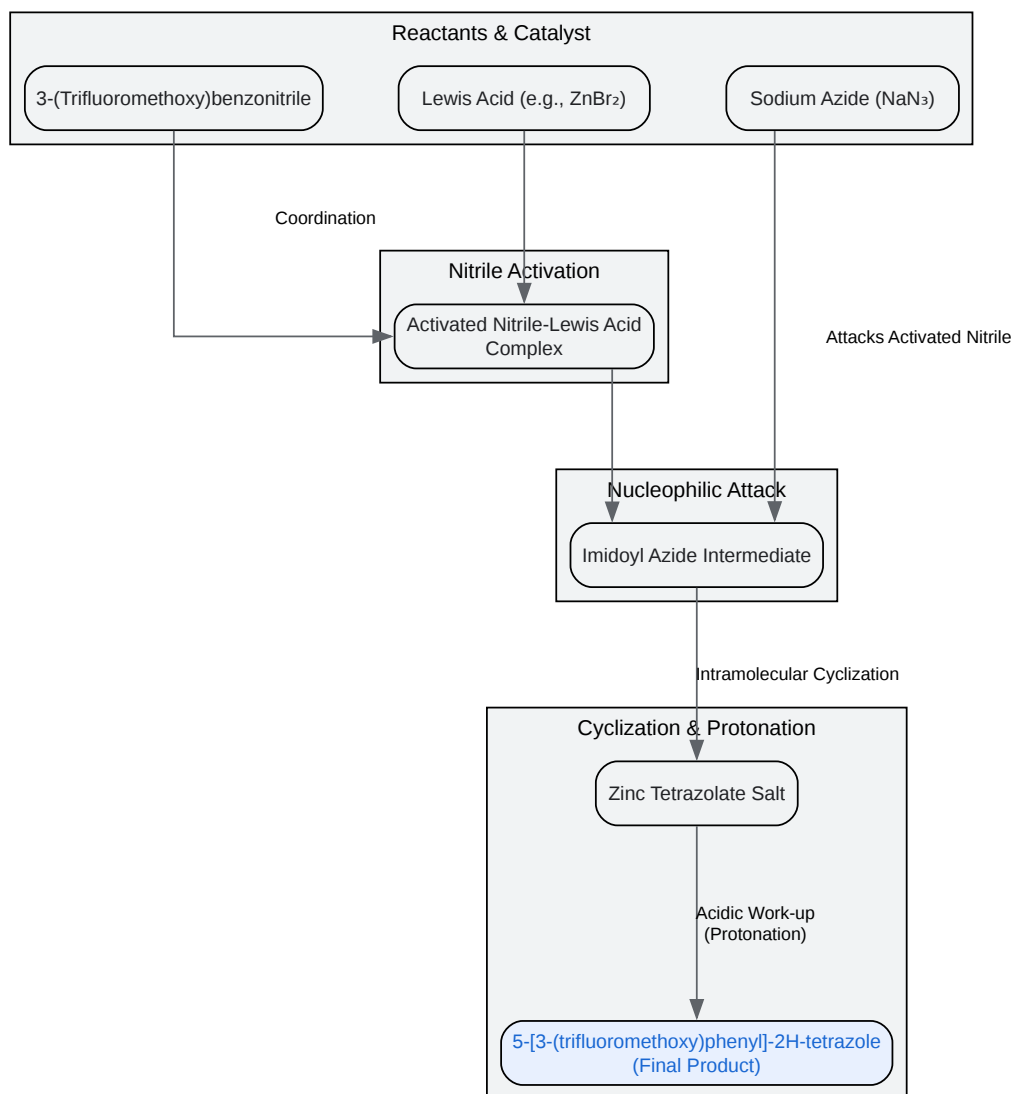 Reactants & Catalyst
3-(Trifluoromethoxy)benzonitrile
Lewis Acid (e.g., ZnBr₂)
Sodium Azide (NaN₃)
Coordination
Nitrile Activation
Activated Nitrile-Lewis Acid
Complex
Attacks Activated Nitrile
Nucleophilic Attack
Imidoyl Azide Intermediate
Intramolecular Cyclization
Cyclization & Protonation
Zinc Tetrazolate Salt
Acidic Work-up
(Protonation)
5-[3-(trifluoromethoxy)phenyl]-2H-tetrazole
(Final Product)